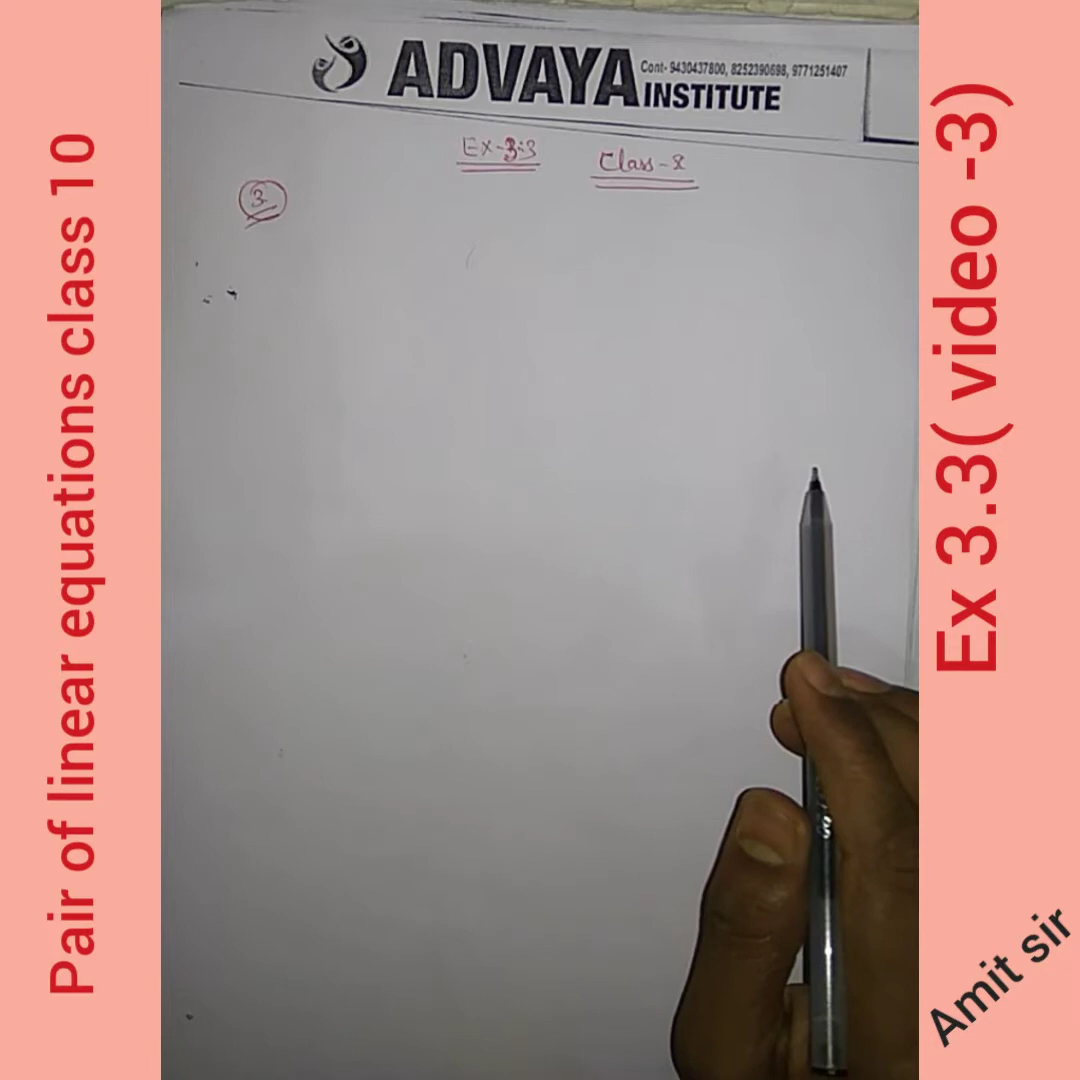 Pair of linear equations class 10
ADVAYA
Cont- 9430437800, 8252390698, 9771251407
INSTITUTE
Ex-3.3 Class-X
3
Ex 3.3( video -3)
Amit sir